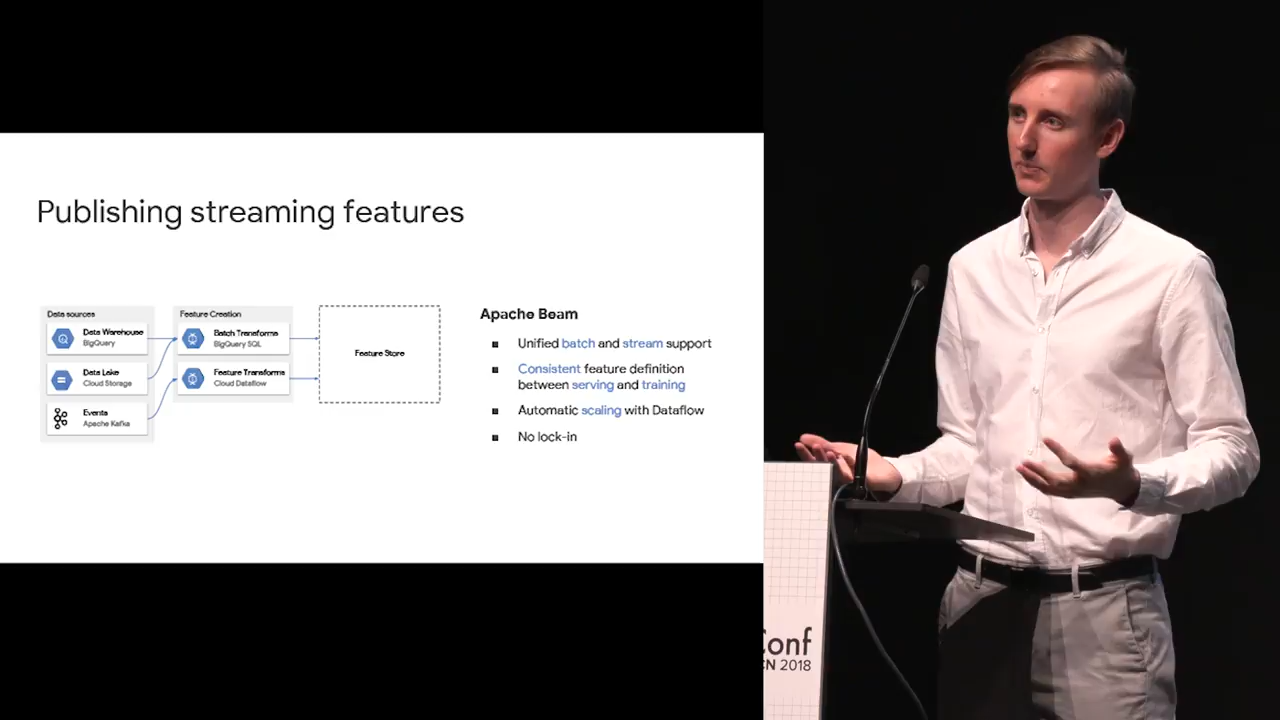 Publishing streaming features
Data sources
Data Warehouse
BigQuery
Data Lake
Cloud Storage
Events
Apache Kafka
Feature Creation
Batch Transforms
BigQuery SQL
Feature Transforms
Cloud Dataflow
Feature Store
Apache Beam
Unified batch and stream support
Consistent feature definition
between serving and training
Automatic scaling with Dataflow
No lock-in
Conf
CN 2018